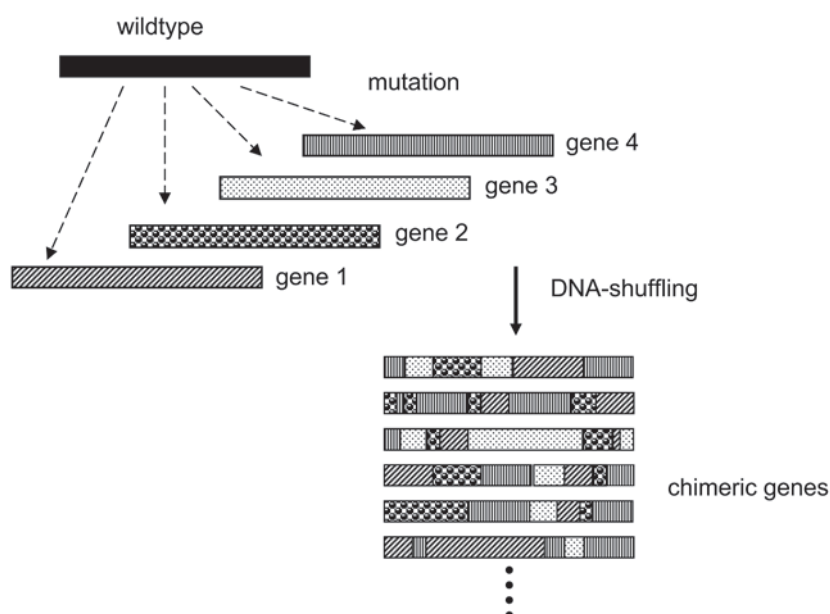 wildtype
mutation
gene 4
gene 3
gene 2
gene 1
DNA-shuffling
chimeric genes